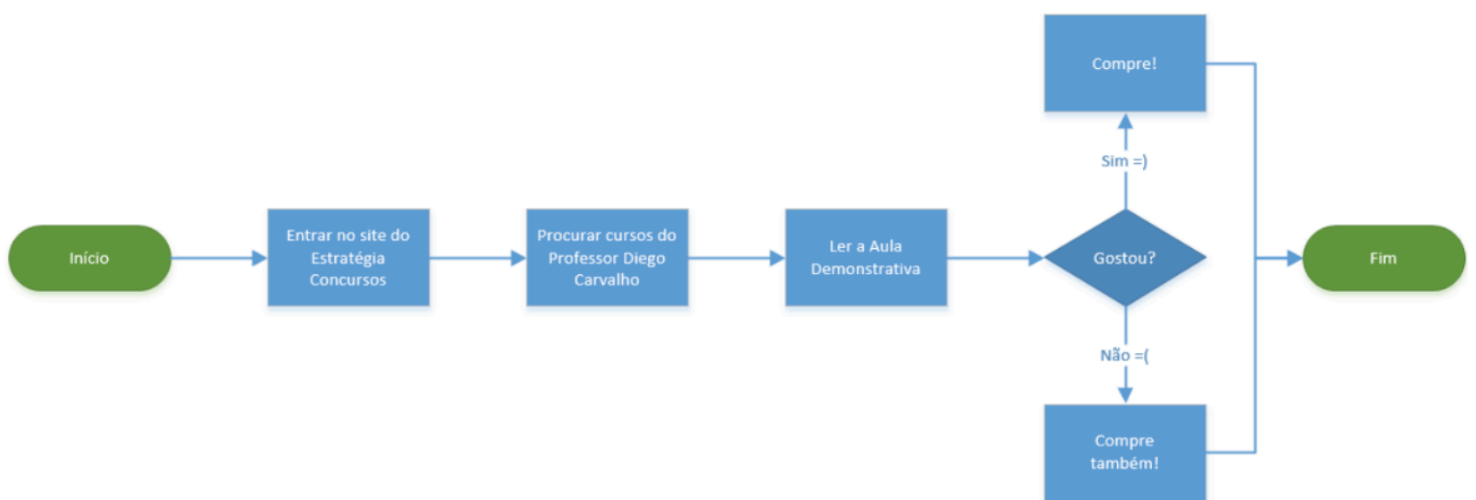 Início
Entrar no site do
Estratégia
Concursos
Procurar cursos do
Professor Diego
Carvalho
Ler a Aula
Demonstrativa
Gostou?
Sim =)
Compre!
Não =(
Compre
também!
Fim